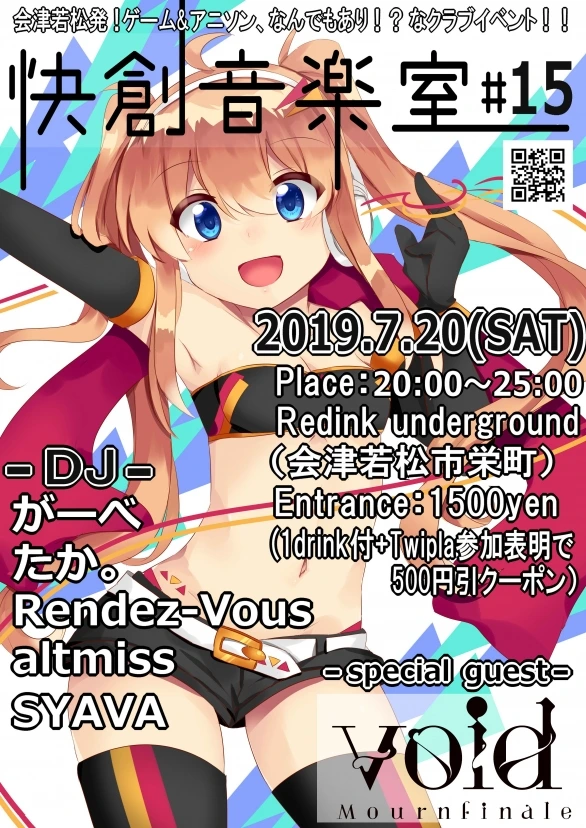 会津若松発！ゲーム&アニソン、なんでもあり！？なクラブイベント！！
快創音楽室 #15
2019.7.20(SAT)
Place：20:00～25:00
Redink underground
（会津若松市栄町）
Entrance：1500yen
(1drink付+Twipla参加表明で
500円引クーポン）
-DJ-
がーべ
たか。
Rendez-Vous
altmiss
SYAVA
-special guest-
void
Mournfinale